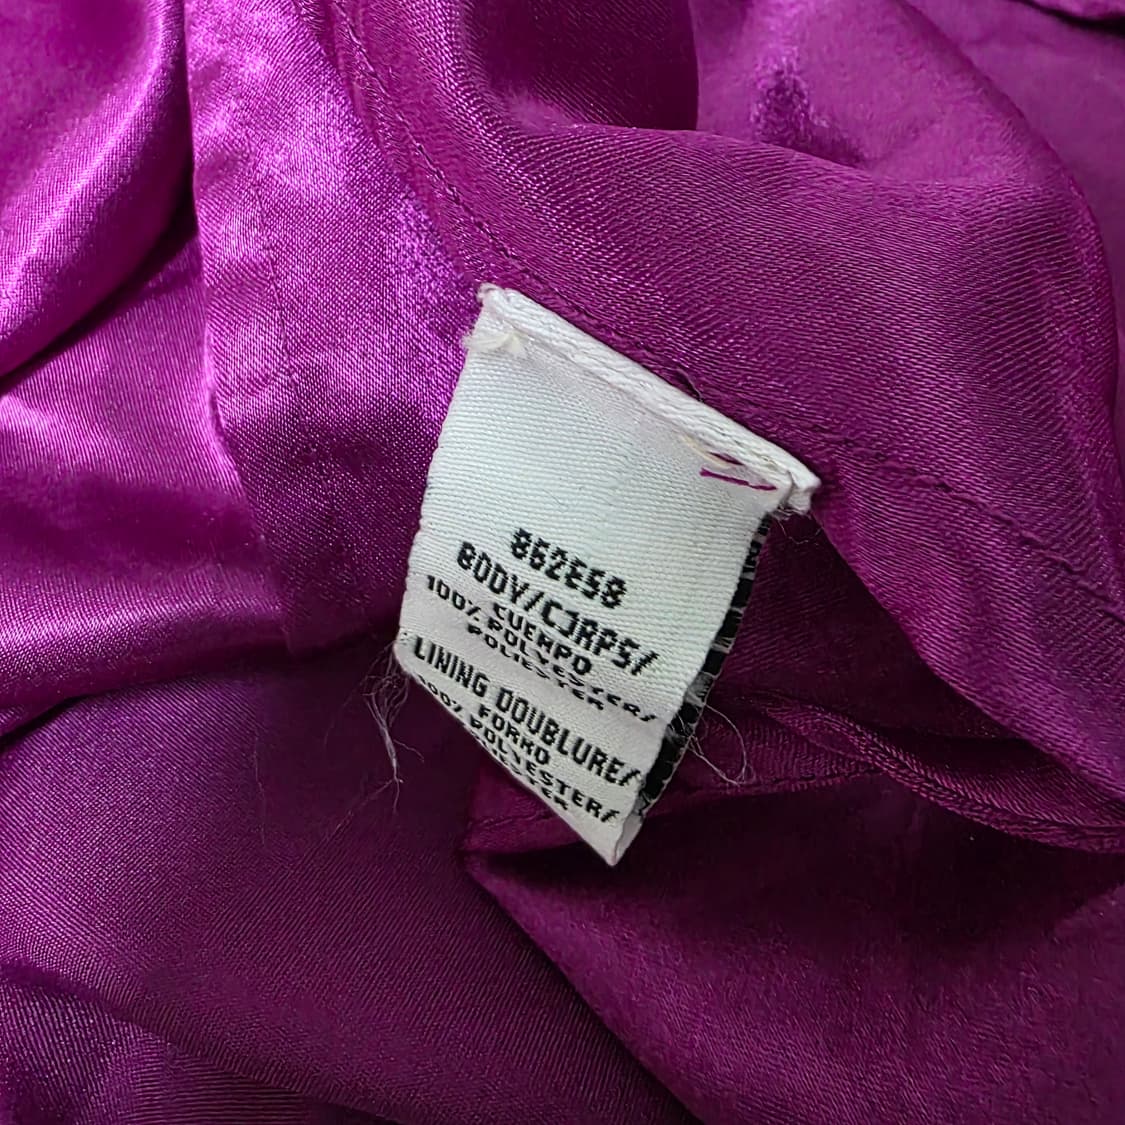 862E58
BODY/CORPS/
CUERPO
100% POLYESTER/
POLIESTER
LINING DOUBLURE/
FORRO
100% POLYESTER/